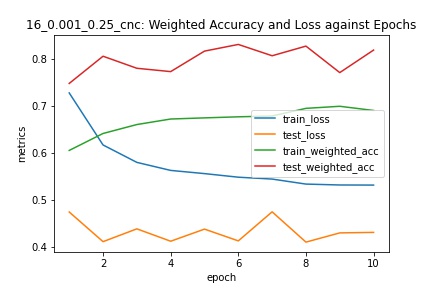 16_0.001_0.25_cnc: Weighted Accuracy and Loss against Epochs
0.8
0.7
0.6
0.5
0.4
metrics
train_loss
test_loss
train_weighted_acc
test_weighted_acc
2
4
6
8
10
epoch